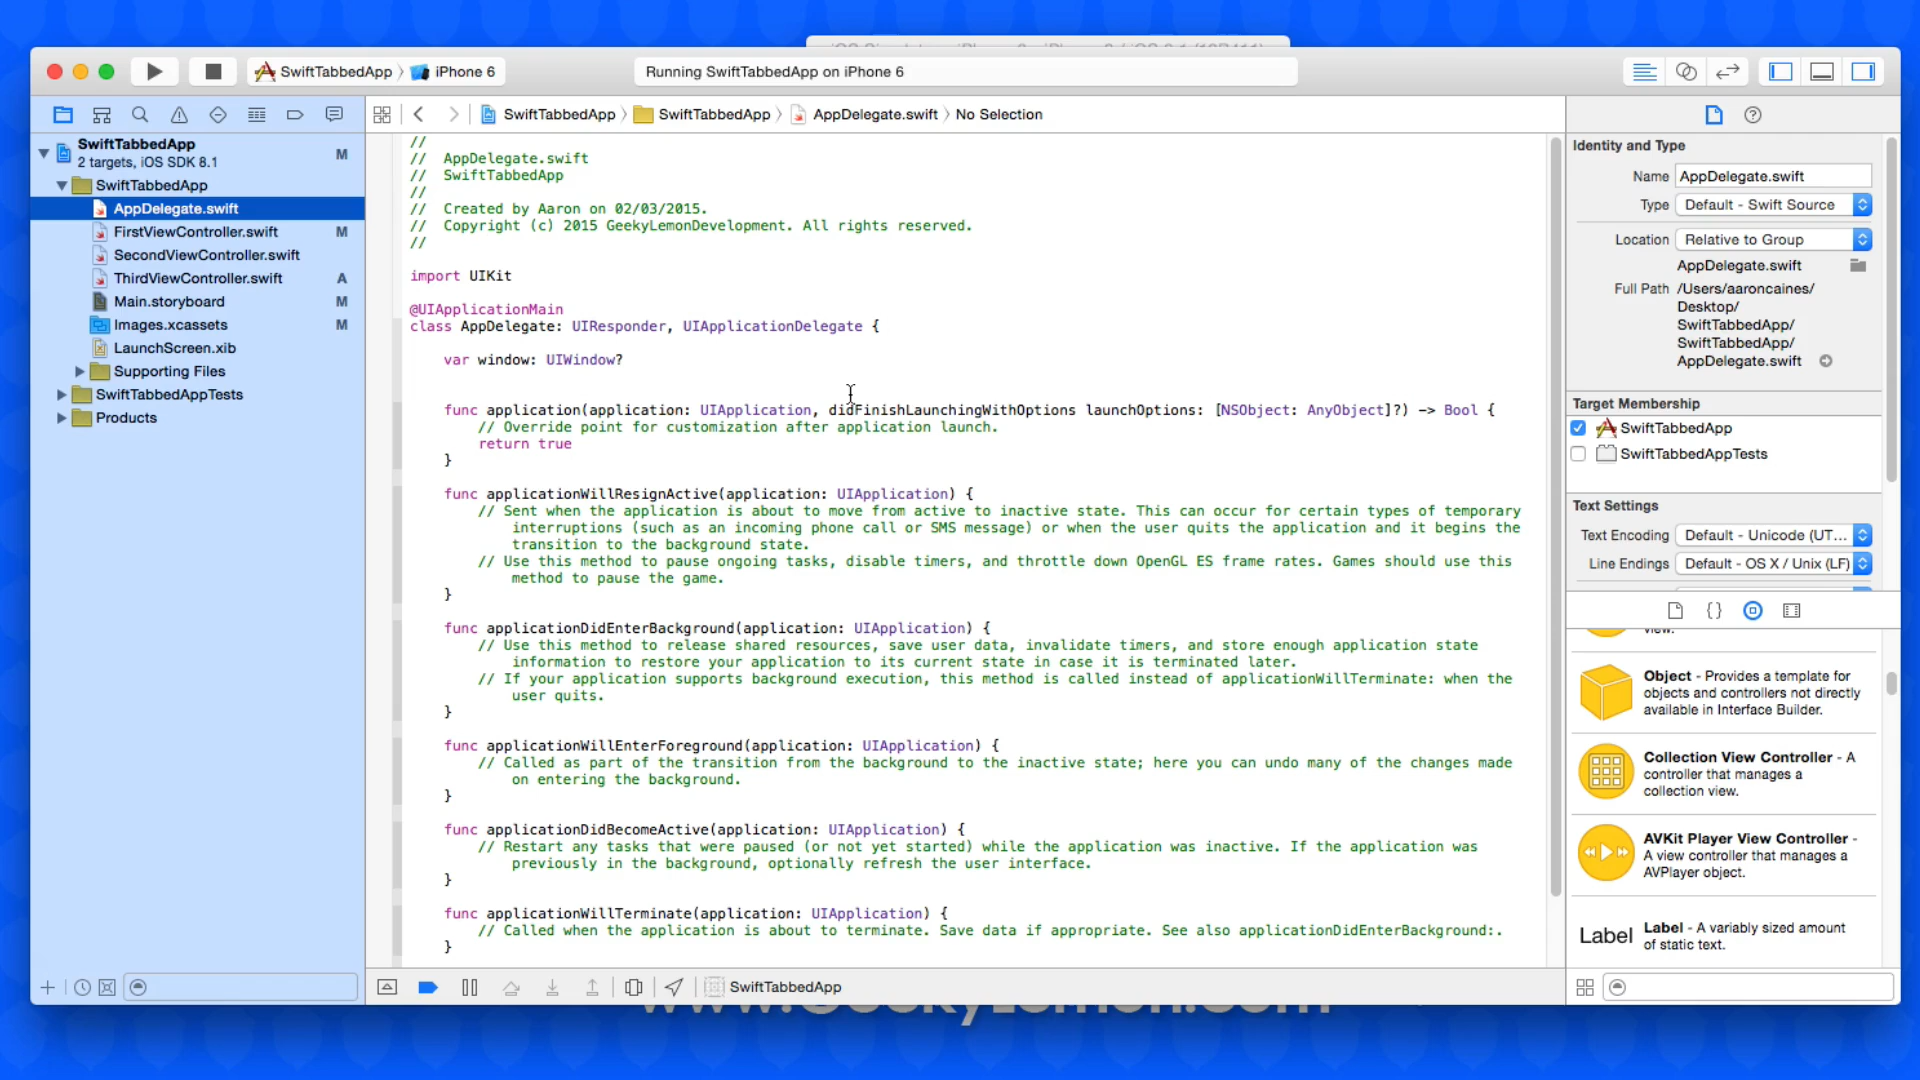 SwiftTabbedApp
iPhone 6
Running SwiftTabbedApp on iPhone 6
SwiftTabbedApp
SwiftTabbedApp
AppDelegate.swift
No Selection
SwiftTabbedApp
2 targets, iOS SDK 8.1
M
SwiftTabbedApp
AppDelegate.swift
FirstViewController.swift
M
SecondViewController.swift
ThirdViewController.swift
A
Main.storyboard
M
Images.xcassets
M
LaunchScreen.xib
Supporting Files
SwiftTabbedAppTests
Products
//
//  AppDelegate.swift
//  SwiftTabbedApp
//
//  Created by Aaron on 02/03/2015.
//  Copyright (c) 2015 GeekyLemonDevelopment. All rights reserved.
//
import UIKit
@UIApplicationMain
class AppDelegate: UIResponder, UIApplicationDelegate {
var window: UIWindow?
func application(application: UIApplication, didFinishLaunchingWithOptions launchOptions: [NSObject: AnyObject]?) -> Bool {
// Override point for customization after application launch.
return true
}
func applicationWillResignActive(application: UIApplication) {
// Sent when the application is about to move from active to inactive state. This can occur for certain types of temporary
interruptions (such as an incoming phone call or SMS message) or when the user quits the application and it begins the
transition to the background state.
// Use this method to pause ongoing tasks, disable timers, and throttle down OpenGL ES frame rates. Games should use this
method to pause the game.
}
func applicationDidEnterBackground(application: UIApplication) {
// Use this method to release shared resources, save user data, invalidate timers, and store enough application state
information to restore your application to its current state in case it is terminated later.
// If your application supports background execution, this method is called instead of applicationWillTerminate: when the
user quits.
}
func applicationWillEnterForeground(application: UIApplication) {
// Called as part of the transition from the background to the inactive state; here you can undo many of the changes made
on entering the background.
}
func applicationDidBecomeActive(application: UIApplication) {
// Restart any tasks that were paused (or not yet started) while the application was inactive. If the application was
previously in the background, optionally refresh the user interface.
}
func applicationWillTerminate(application: UIApplication) {
// Called when the application is about to terminate. Save data if appropriate. See also applicationDidEnterBackground:.
}
SwiftTabbedApp
Identity and Type
Name AppDelegate.swift
Type Default - Swift Source
Location Relative to Group
AppDelegate.swift
Full Path /Users/aaroncaines/
Desktop/
SwiftTabbedApp/
SwiftTabbedApp/
AppDelegate.swift
Target Membership
SwiftTabbedApp
SwiftTabbedAppTests
Text Settings
Text Encoding Default - Unicode (UT...
Line Endings Default - OS X / Unix (LF)
{}
view.
Object - Provides a template for
objects and controllers not directly
available in Interface Builder.
Collection View Controller - A
controller that manages a
collection view.
AVKit Player View Controller -
A view controller that manages a
AVPlayer object.
Label
Label - A variably sized amount
of static text.
www.GeekyLemon.com